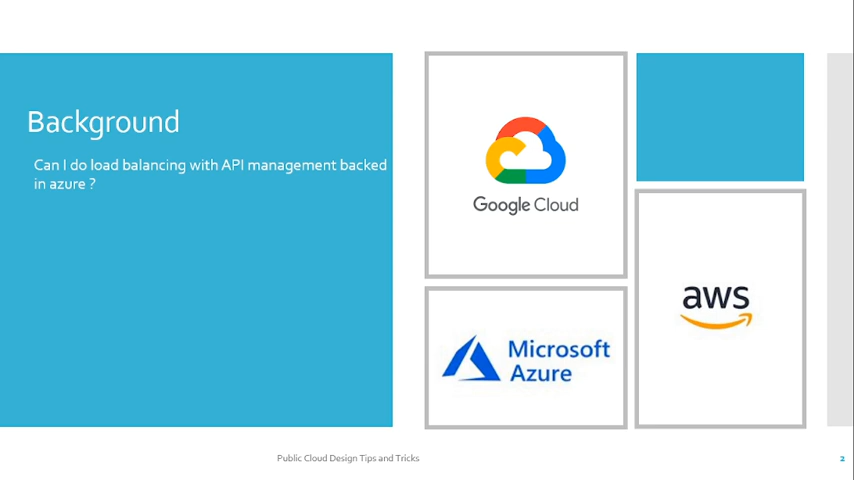 Background
Can I do load balancing with API management backed
in azure ?
Google Cloud
Microsoft
Azure
aws
Public Cloud Design Tips and Tricks
2